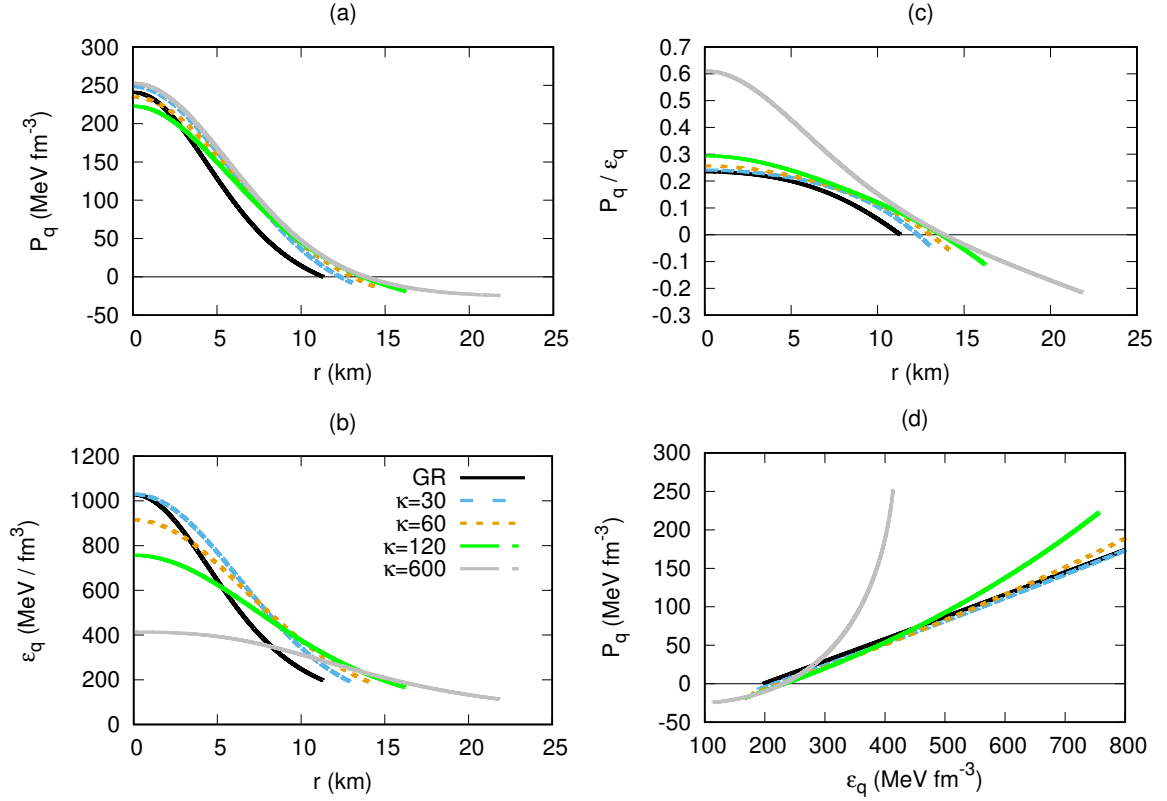 (a)
300
250
200
150
100
50
0
-50
0 5 10 15 20 25
P_q (MeV fm⁻³)
r (km)
(c)
0.7
0.6
0.5
0.4
0.3
0.2
0.1
0
-0.1
-0.2
0.3
0 5 10 15 20 25
P_q / ε_q
r (km)
(b)
1200
1000
800
600
400
200
0
0 5 10 15 20 25
ε_q (MeV / fm³)
r (km)
GR
κ=30
κ=60
κ=120
κ=600
(d)
300
250
200
150
100
50
0
-50
100 200 300 400 500 600 700 800
P_q (MeV fm⁻³)
ε_q (MeV fm⁻³)